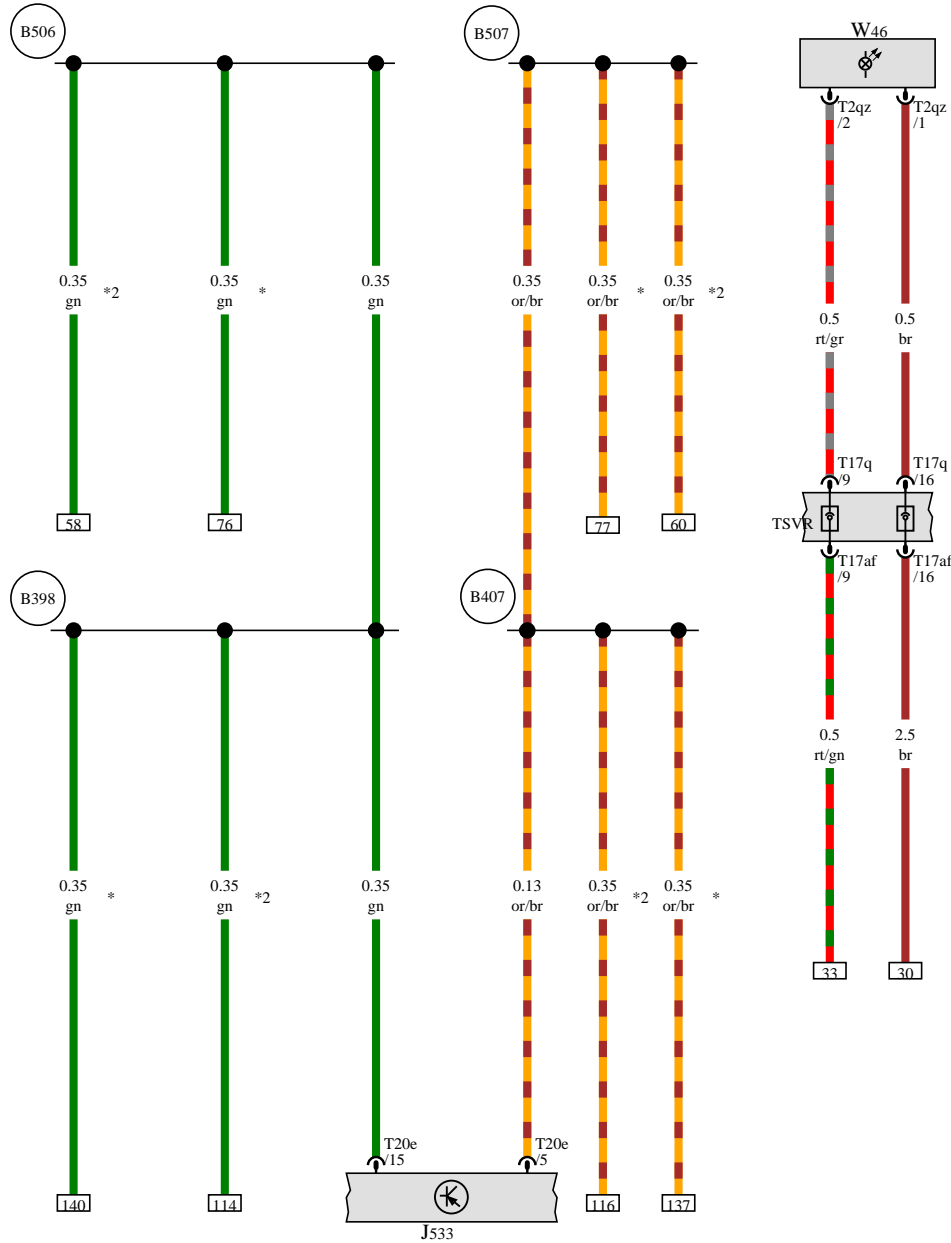 B506
B507
W46
T2qz
/2
T2qz
/1
0.35
gn
*2
0.35
gn
*
0.35
gn
0.35
or/br
0.35
or/br
*
0.35
or/br
*2
0.5
rt/gr
0.5
br
T17q
/9
T17q
/16
58
76
77
60
TSVR
T17af
/9
T17af
/16
B398
B407
0.5
rt/gn
2.5
br
0.35
gn
*
0.35
gn
*2
0.35
gn
0.13
or/br
0.35
or/br
*2
0.35
or/br
*
33
30
T20e
/15
T20e
/5
140
114
116
137
J533